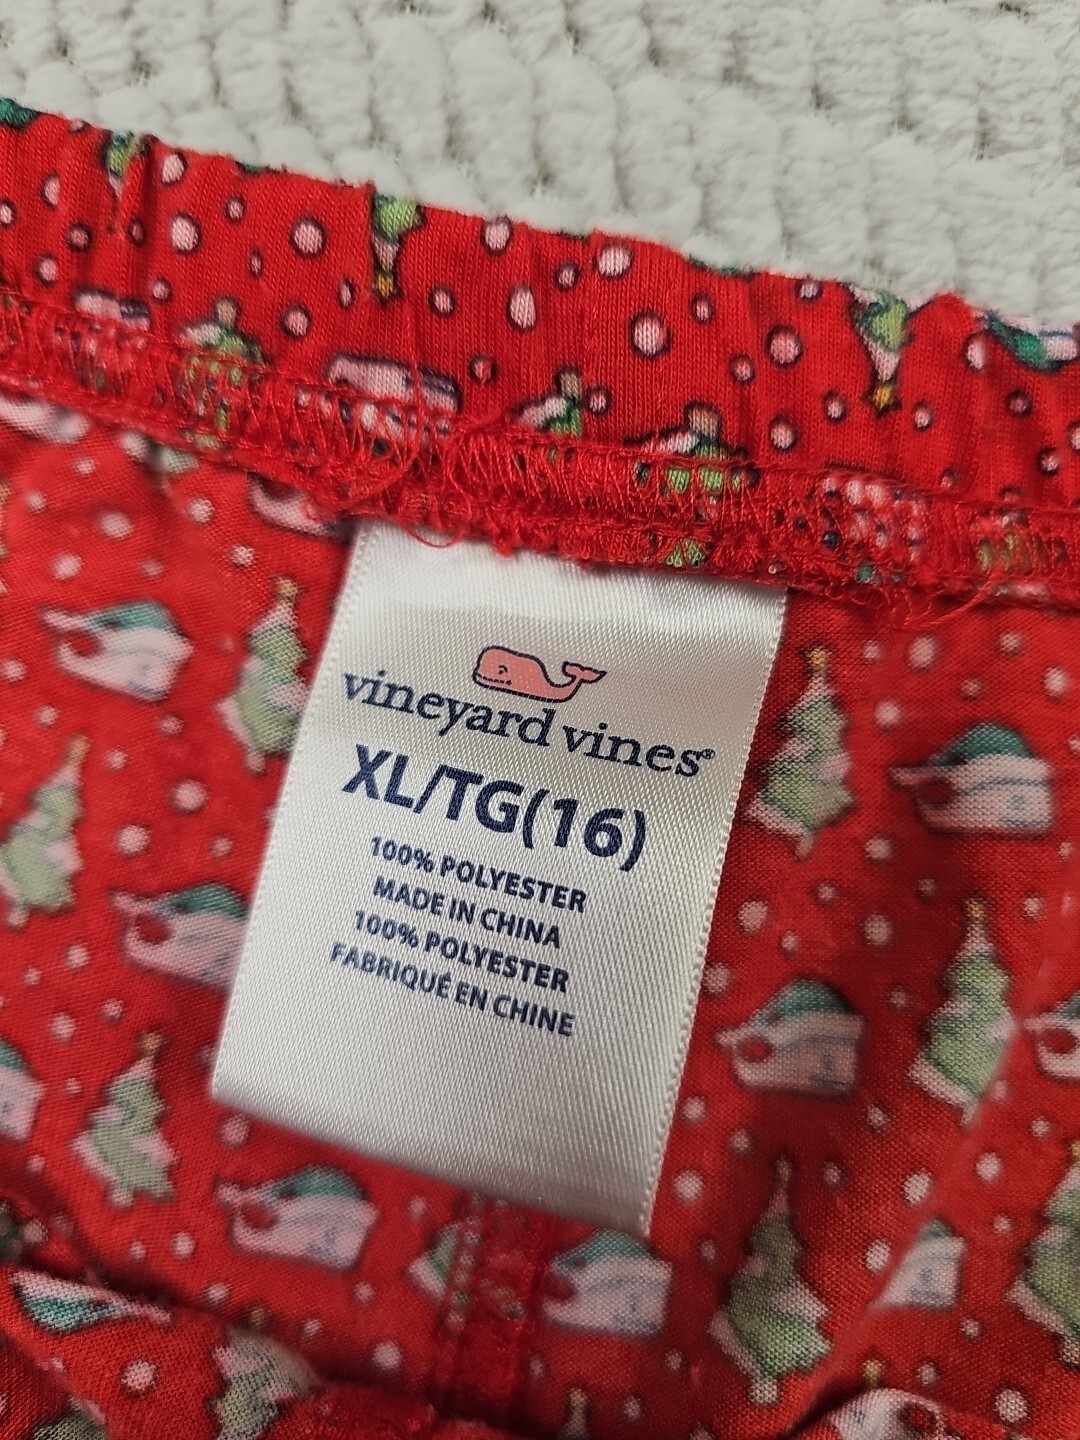 vineyard vines®
XL/TG(16)
100% POLYESTER
MADE IN CHINA
100% POLYESTER
FABRIQUÉ EN CHINE